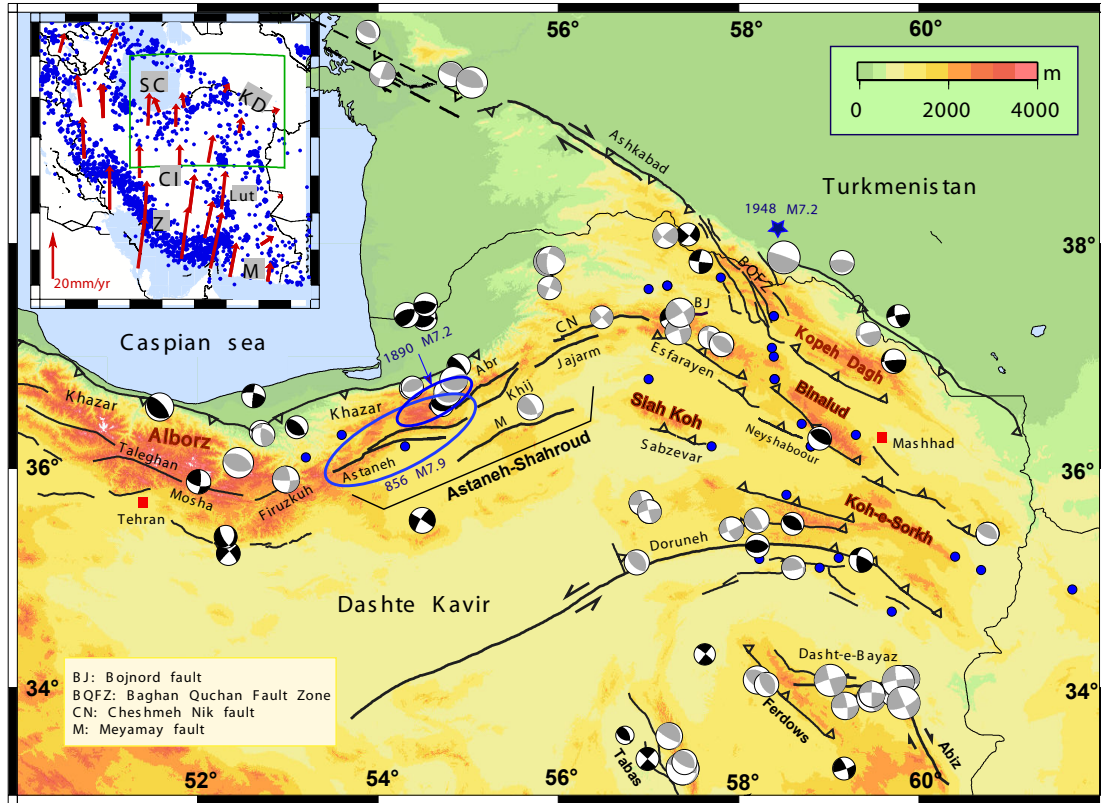 56°
58°
60°
SC
KD
CI
Lut
Z
M
20mm/yr
m
0
2000
4000
Ashkabad
Turkmenistan
1948 M7.2
BQFZ
38°
38°
Caspian sea
1890 M7.2
Abr
CN
Jajarm
BJ
Esfarayen
Kopeh Dagh
Khazar
Khazar
Khij
M
Binalud
Siah Koh
Neyshaboour
Mashhad
Alborz
Taleghan
Sabzevar
36°
36°
Astaneh
856 M7.9
Astaneh-Shahroud
Mosha
Firuzkuh
Tehran
Koh-e-Sorkh
Doruneh
Dashte Kavir
Dasht-e-Bayaz
34°
34°
Ferdows
Tabas
Abiz
BJ: Bojnord fault
BQFZ: Baghan Quchan Fault Zone
CN: Cheshmeh Nik fault
M: Meyamay fault
52°
54°
56°
58°
60°